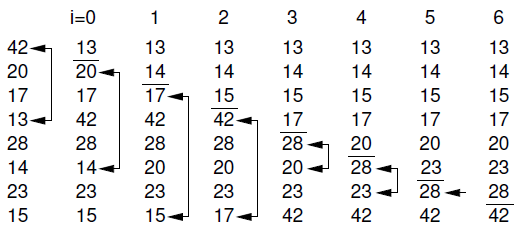 i=0 1 2 3 4 5 6
42 13 13 13 13 13 13 13
20 20 14 14 14 14 14 14
17 17 17 15 15 15 15 15
13 42 42 42 17 17 17 17
28 28 28 28 28 20 20 20
14 14 20 20 20 28 23 23
23 23 23 23 23 23 28 28
15 15 15 17 42 42 42 42